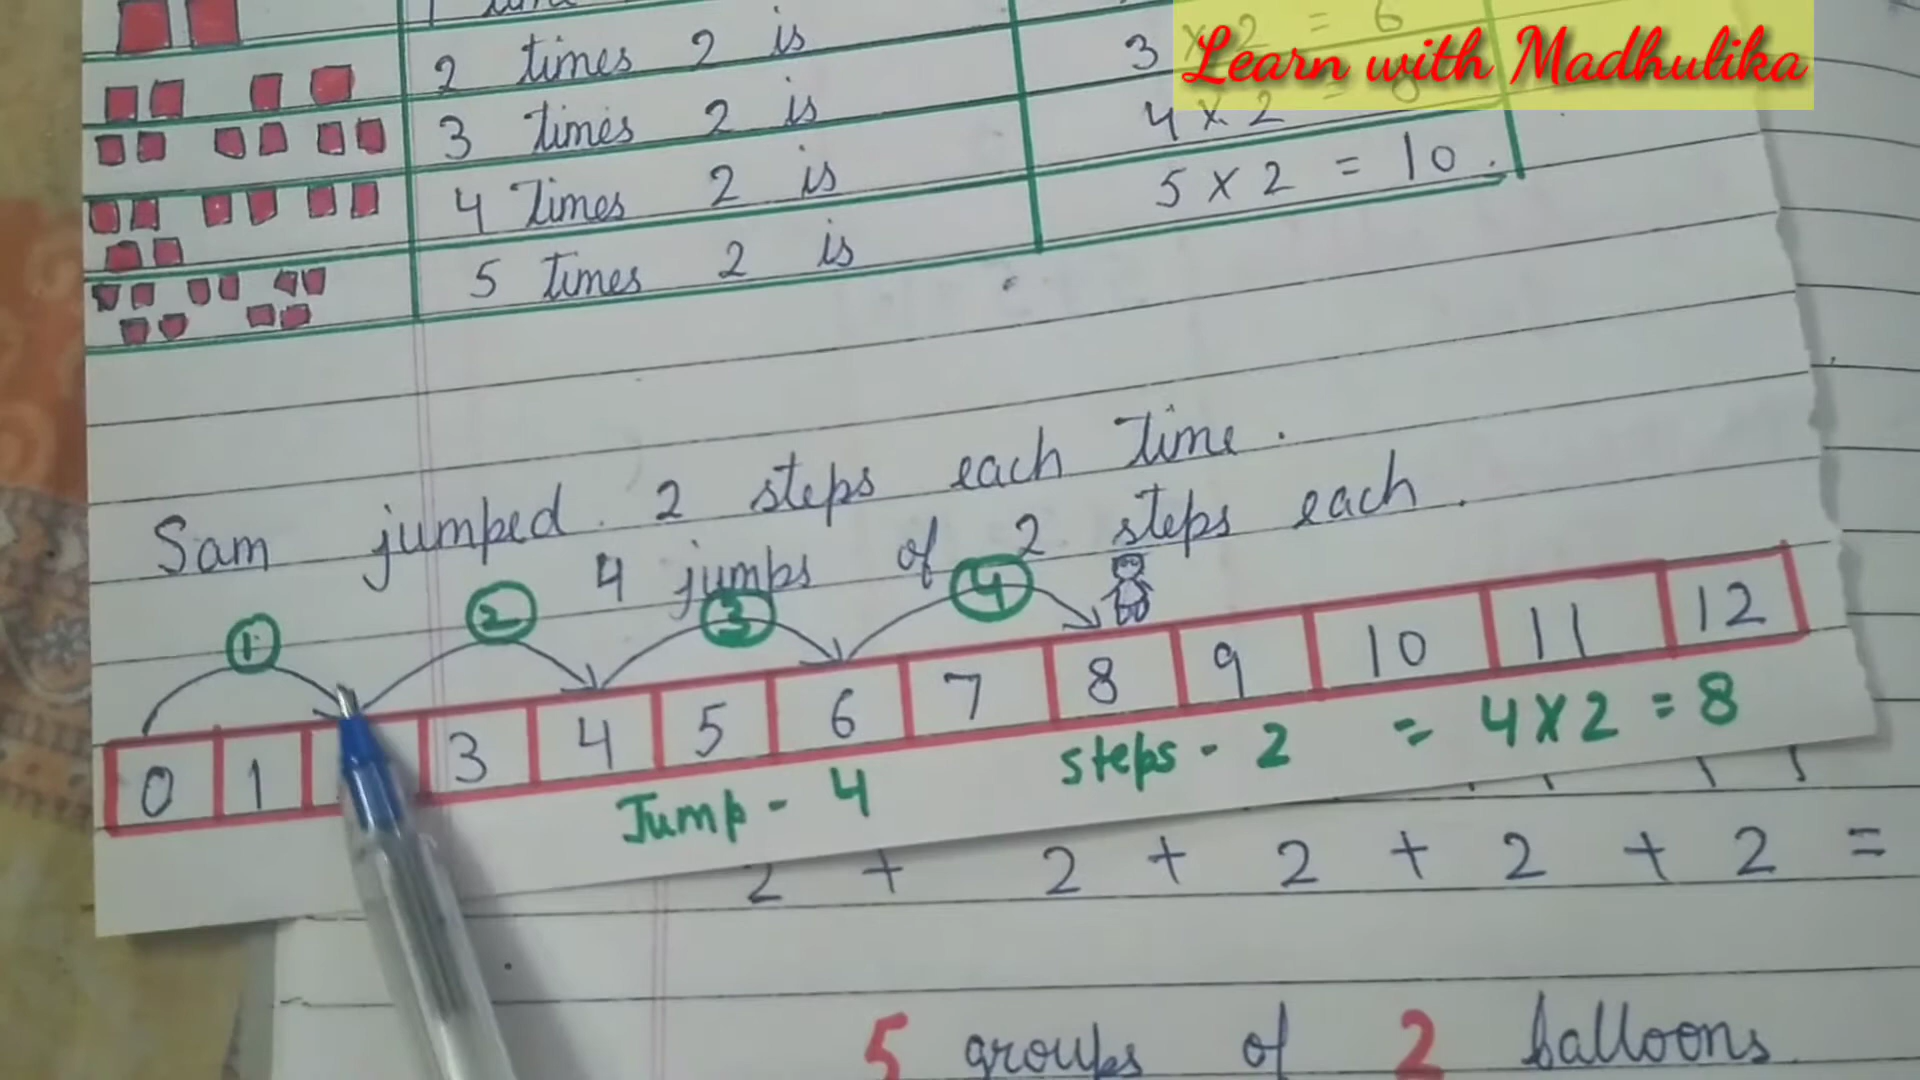 Learn with Madhulika
2 times 2 is
3 × 2 = 6
3 times 2 is
4 × 2 =
4 times 2 is
5 × 2 = 10.
5 times 2 is
Sam jumped 2 steps each time.
4 jumps of 2 steps each.
1 2 3 4
0 1 3 4 5 6 7 8 9 10 11 12
Jump - 4 steps - 2 = 4 × 2 = 8
2 + 2 + 2 + 2 + 2 =
5 groups of 2 balloons